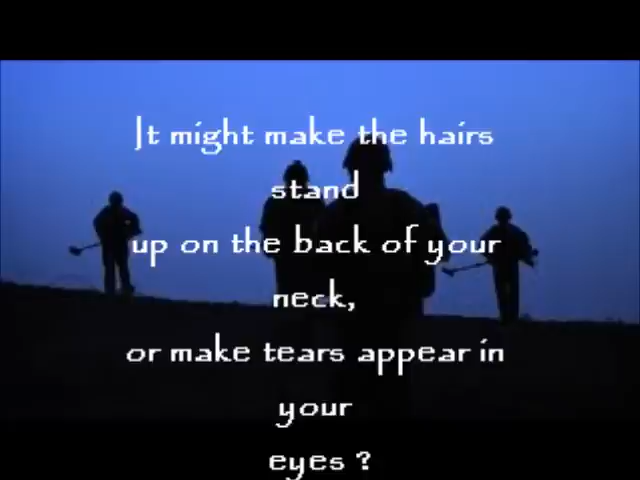 It might make the hairs
stand
up on the back of your
neck,
or make tears appear in
your
eyes ?